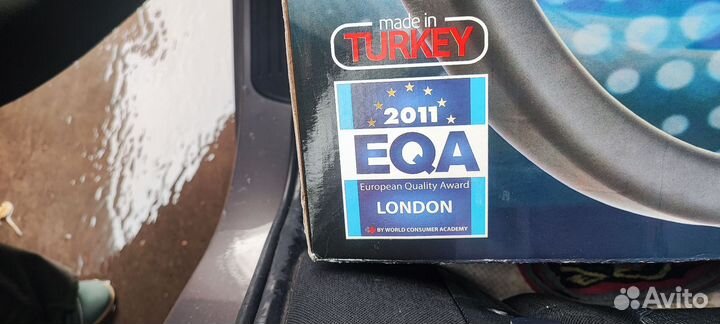 made in
TURKEY
2011
EQA
European Quality Award
LONDON
BY WORLD CONSUMER ACADEMY
Avito